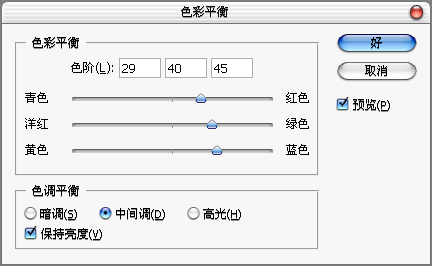 色彩平衡
色彩平衡
色阶(L): 29 40 45
青色 红色
洋红 绿色
黄色 蓝色
色调平衡
暗调(S) 中间调(D) 高光(H)
保持亮度(V)
好
取消
预览(P)